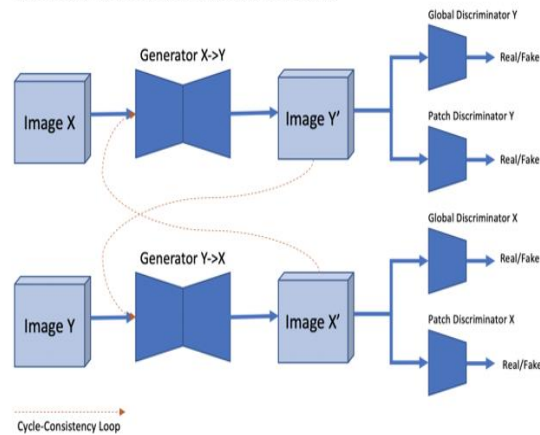 Global Discriminator Y
Generator X->Y
Real/Fake
Image X
Image Y'
Patch Discriminator Y
Real/Fake
Global Discriminator X
Generator Y->X
Real/Fake
Image Y
Image X'
Patch Discriminator X
Real/Fake
Cycle-Consistency Loop